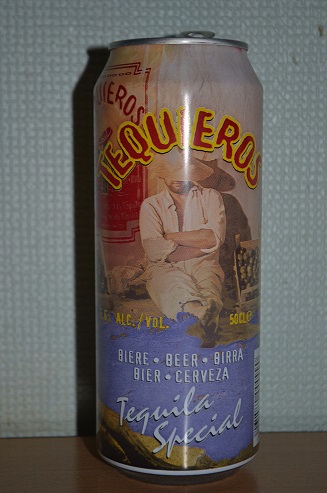 TEQUIEROS
ALC./VOL.
50CL℮
BIERE • BEER • BIRRA
BIER • CERVEZA
Tequila
Special